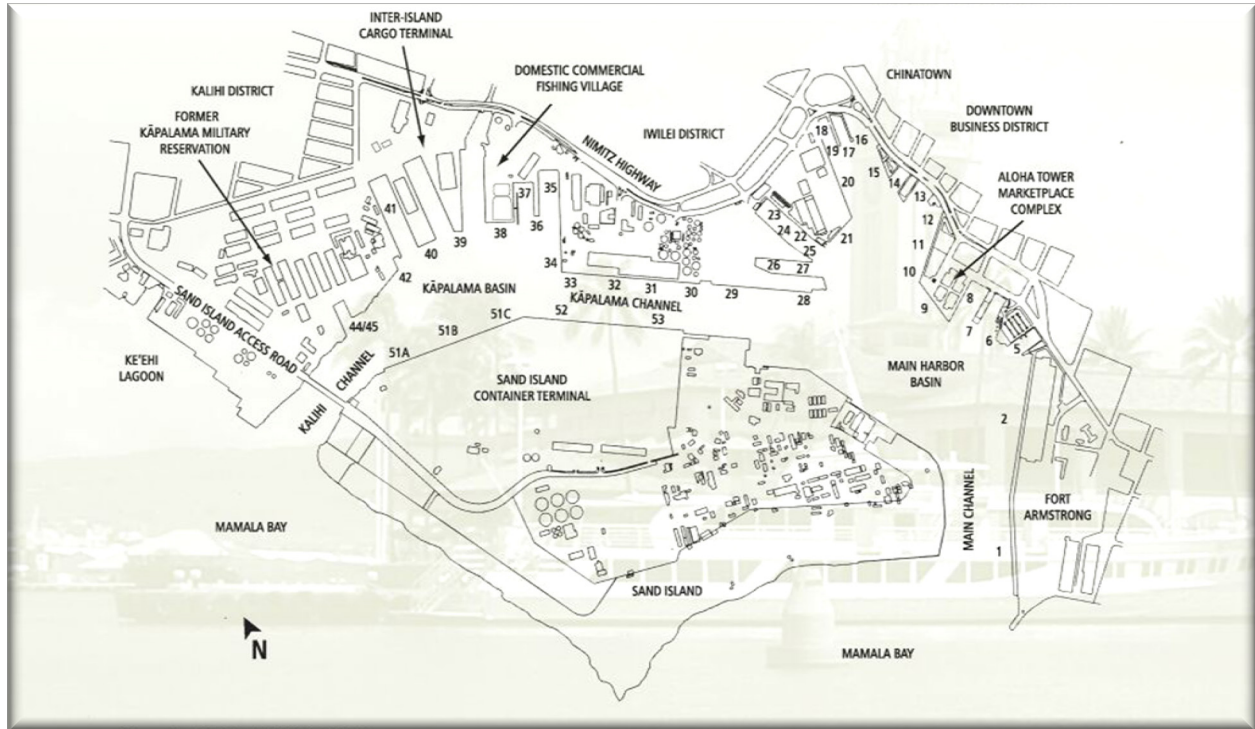 INTER-ISLAND
CARGO TERMINAL
DOMESTIC COMMERCIAL
FISHING VILLAGE
CHINATOWN
KALIHI DISTRICT
FORMER
KĀPALAMA MILITARY
RESERVATION
IWILEI DISTRICT
DOWNTOWN
BUSINESS DISTRICT
NIMITZ HIGHWAY
ALOHA TOWER
MARKETPLACE
COMPLEX
18
16
19
17
15
14
20
13
12
11
10
9
8
7
6
5
2
1
41
40
39
38
37
36
35
34
33
32
31
30
29
28
27
26
25
24
23
22
21
42
44/45
KĀPALAMA BASIN
KĀPALAMA CHANNEL
51A
51B
51C
52
53
SAND ISLAND ACCESS ROAD
KE'EHI
LAGOON
KALIHI
CHANNEL
SAND ISLAND
CONTAINER TERMINAL
MAIN HARBOR
BASIN
MAIN CHANNEL
FORT
ARMSTRONG
MAMALA BAY
SAND ISLAND
N
MAMALA BAY